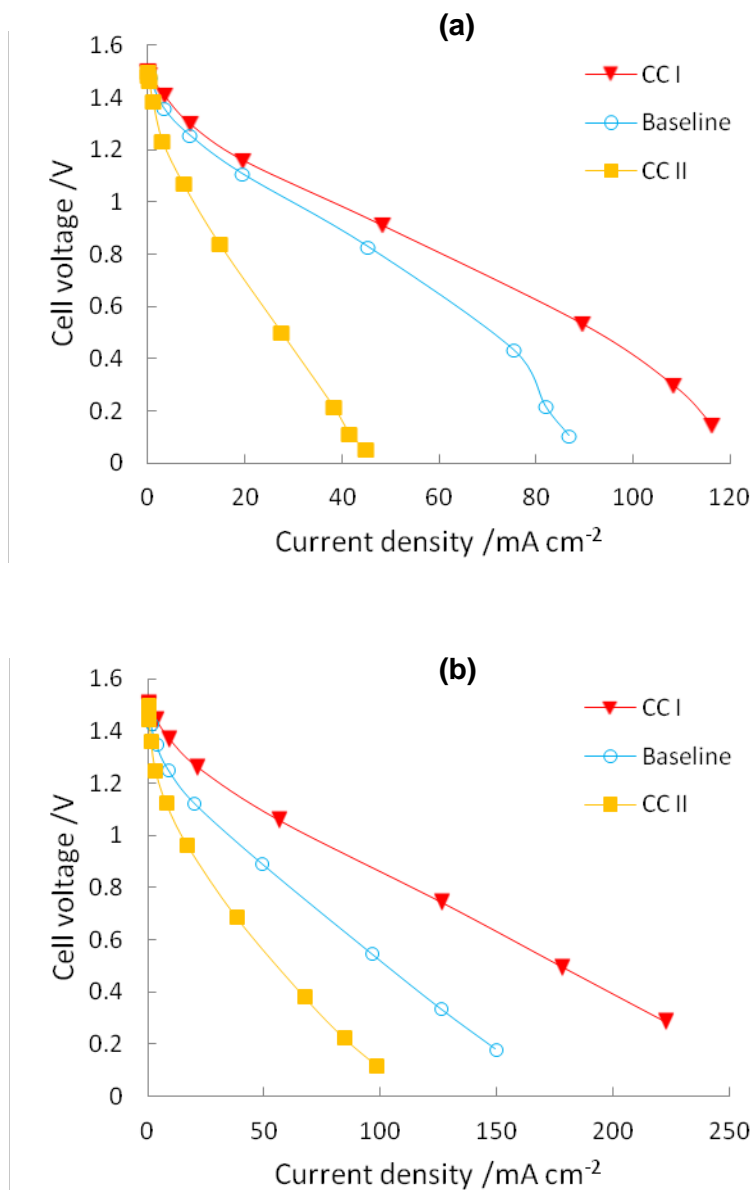 (a)
1.6
1.4
1.2
1
0.8
0.6
0.4
0.2
0
Cell voltage /V
CC I
Baseline
CC II
0 20 40 60 80 100 120
Current density /mA cm⁻²
(b)
1.6
1.4
1.2
1
0.8
0.6
0.4
0.2
0
Cell voltage /V
CC I
Baseline
CC II
0 50 100 150 200 250
Current density /mA cm⁻²